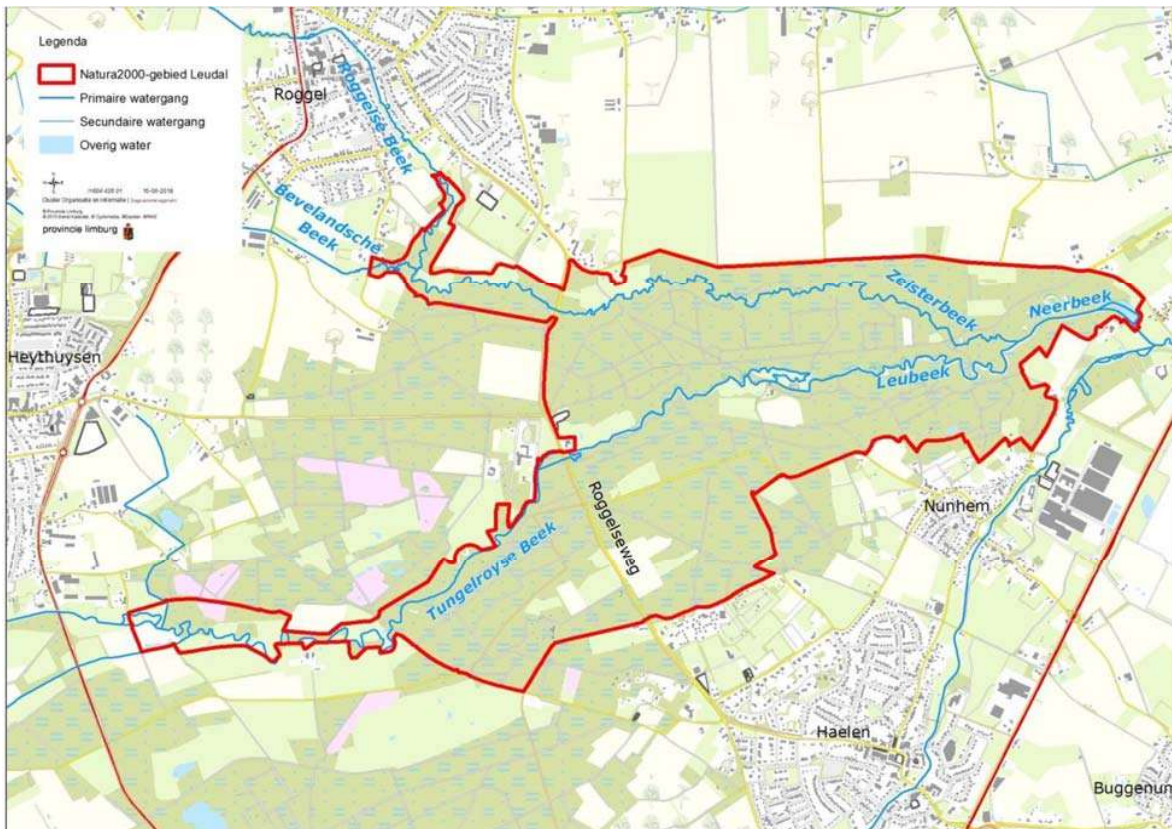 Legenda
Natura2000-gebied Leudal
Primaire watergang
Secundaire watergang
Overig water
provincie limburg
Roggel
Roggelse Beek
Bevelandsche
Beek
Zelsterbeek
Neerbeek
Heythuysen
Leubeek
Nunhem
Roggelseweg
Tungelroyse Beek
Haelen
Buggenum